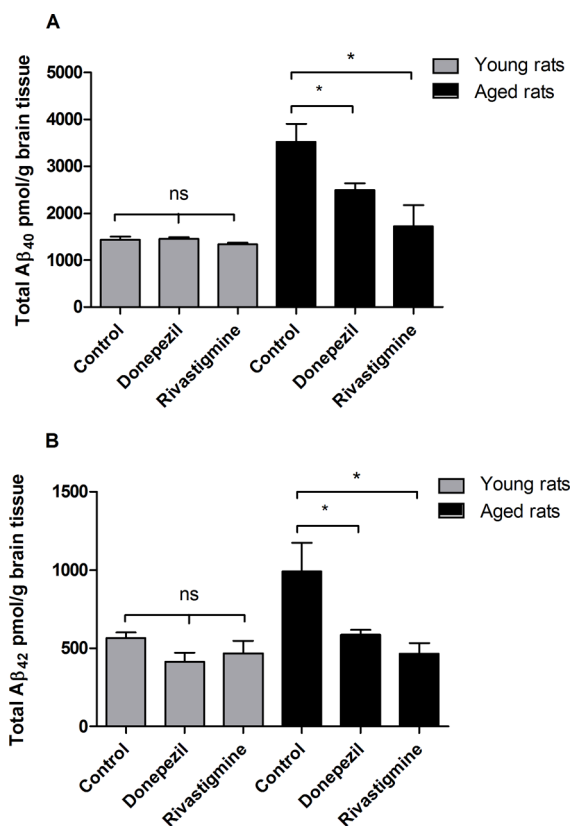 A
Total Aβ₄₀ pmol/g brain tissue
5000
4000
3000
2000
1000
0
ns
*
*
Young rats
Aged rats
Control
Donepezil
Rivastigmine
Control
Donepezil
Rivastigmine
B
Total Aβ₄₂ pmol/g brain tissue
1500
1000
500
0
ns
*
*
Young rats
Aged rats
Control
Donepezil
Rivastigmine
Control
Donepezil
Rivastigmine